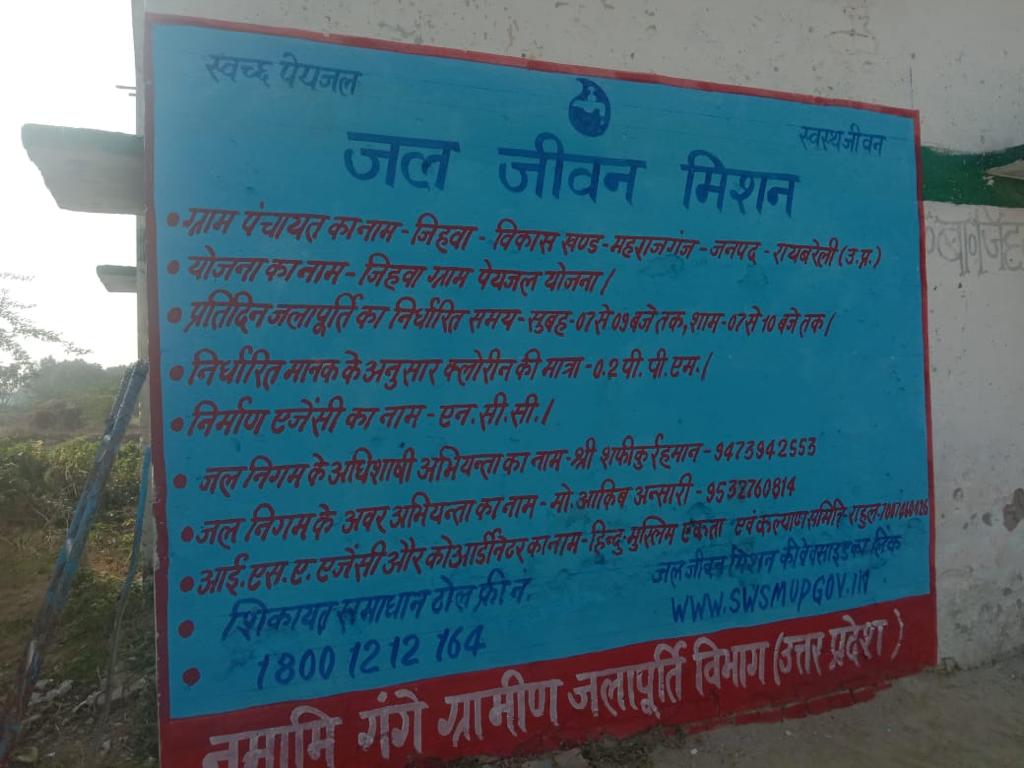 स्वच्छ पेयजल
स्वस्थ जीवन
जल जीवन मिशन
• ग्राम पंचायत का नाम - जिहवा - विकास खण्ड - महराजगंज - जनपद - रायबरेली (उ.प्र.)
• योजना का नाम - जिहवा ग्राम पेयजल योजना।
• प्रतिदिन जलापूर्ति का निर्धारित समय - सुबह - 07 से 09 बजे तक, शाम - 07 से 10 बजे तक।
• निर्धारित मानक के अनुसार क्लोरीन की मात्रा - 0.2 पी. पी. एम.।
• निर्माण एजेंसी का नाम - एन. सी. सी.।
• जल निगम के अधिशाषी अभियन्ता का नाम - श्री शफीकुर्रहमान - 9473942553
• जल निगम के अवर अभियन्ता का नाम - मो. आकिब अन्सारी - 9532760814
• आई. एस. ए. एजेंसी और कोआर्डीनेटर का नाम - हिन्दु-मुस्लिम एकता एवं कल्याण समिति - राहुल -
• शिकायत समाधान टोल फ्री नं.
जल जीवन मिशन की वेबसाइड का लिंक
• 1800 1212 164
WWW.SWSMUPGOV.in
नमामि गंगे ग्रामीण जलापूर्ति विभाग (उत्तर प्रदेश)